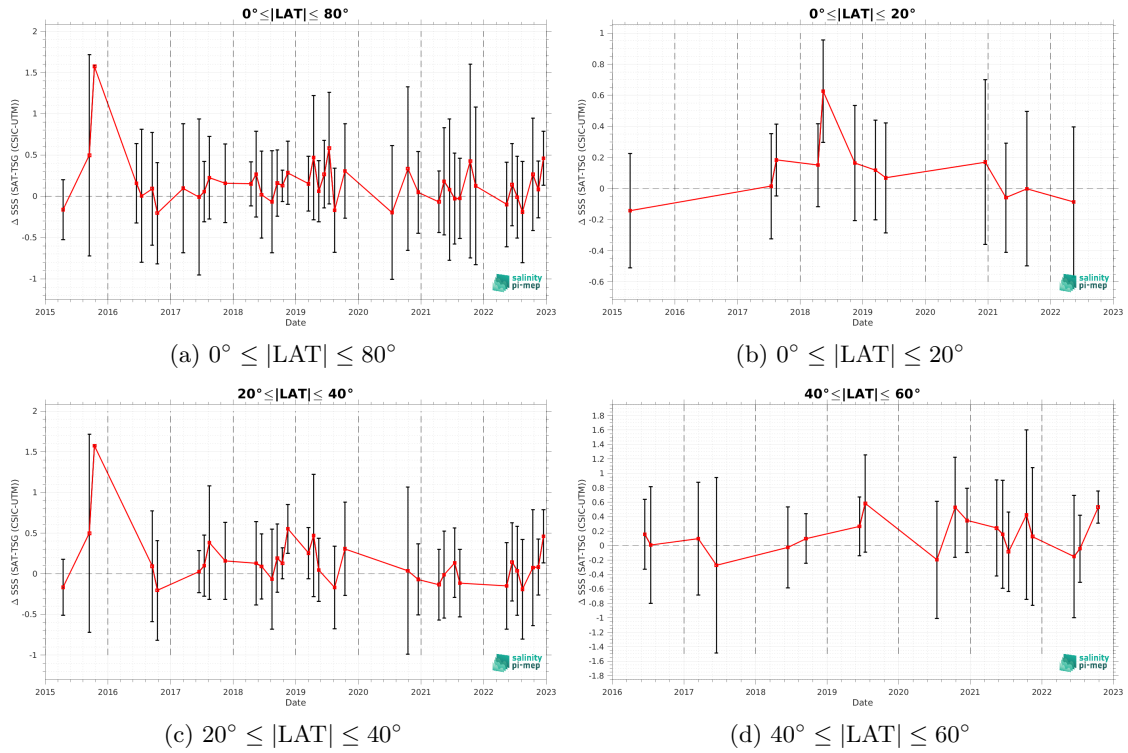 0°≤|LAT|≤ 80°
Δ SSS (SAT-TSG (CSIC-UTM))
2
1.5
1
0.5
0
-0.5
-1
2015 2016 2017 2018 2019 2020 2021 2022 2023
Date
salinity
pi-mep
(a) 0° ≤ |LAT| ≤ 80°
0°≤|LAT|≤ 20°
Δ SSS (SAT-TSG (CSIC-UTM))
1
0.8
0.6
0.4
0.2
0
-0.2
-0.4
-0.6
2015 2016 2017 2018 2019 2020 2021 2022 2023
Date
salinity
pi-mep
(b) 0° ≤ |LAT| ≤ 20°
20°≤|LAT|≤ 40°
Δ SSS (SAT-TSG (CSIC-UTM))
2
1.5
1
0.5
0
-0.5
-1
2015 2016 2017 2018 2019 2020 2021 2022 2023
Date
salinity
pi-mep
(c) 20° ≤ |LAT| ≤ 40°
40°≤|LAT|≤ 60°
Δ SSS (SAT-TSG (CSIC-UTM))
1.8
1.6
1.4
1.2
1
0.8
0.6
0.4
0.2
0
-0.2
-0.4
-0.6
-0.8
-1
-1.2
-1.4
-1.6
-1.8
2016 2017 2018 2019 2020 2021 2022 2023
Date
salinity
pi-mep
(d) 40° ≤ |LAT| ≤ 60°